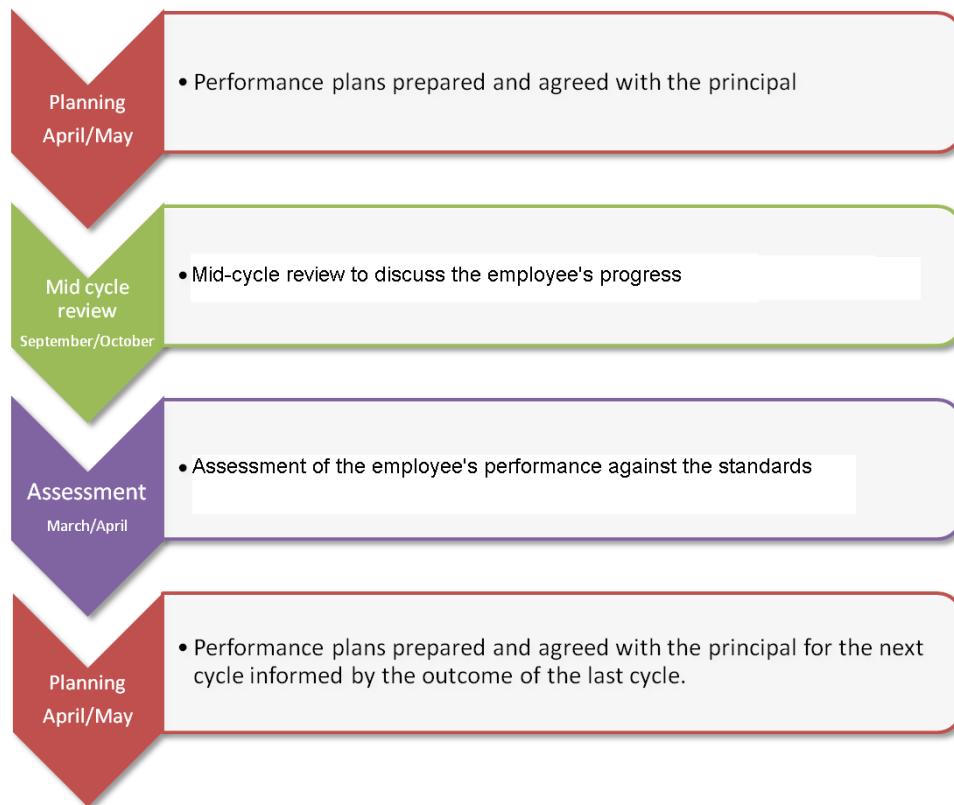 Planning
April/May
• Performance plans prepared and agreed with the principal
Mid cycle
review
September/October
• Mid-cycle review to discuss the employee's progress
Assessment
March/April
• Assessment of the employee's performance against the standards
Planning
April/May
• Performance plans prepared and agreed with the principal for the next
cycle informed by the outcome of the last cycle.